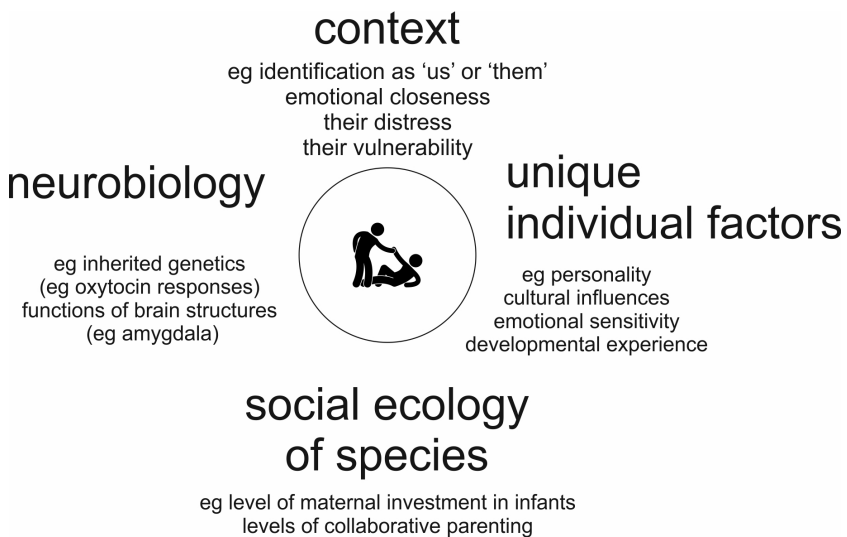 context
eg identification as ‘us’ or ‘them’
emotional closeness
their distress
their vulnerability
neurobiology
eg inherited genetics
(eg oxytocin responses)
functions of brain structures
(eg amygdala)
unique
individual factors
eg personality
cultural influences
emotional sensitivity
developmental experience
social ecology
of species
eg level of maternal investment in infants
levels of collaborative parenting